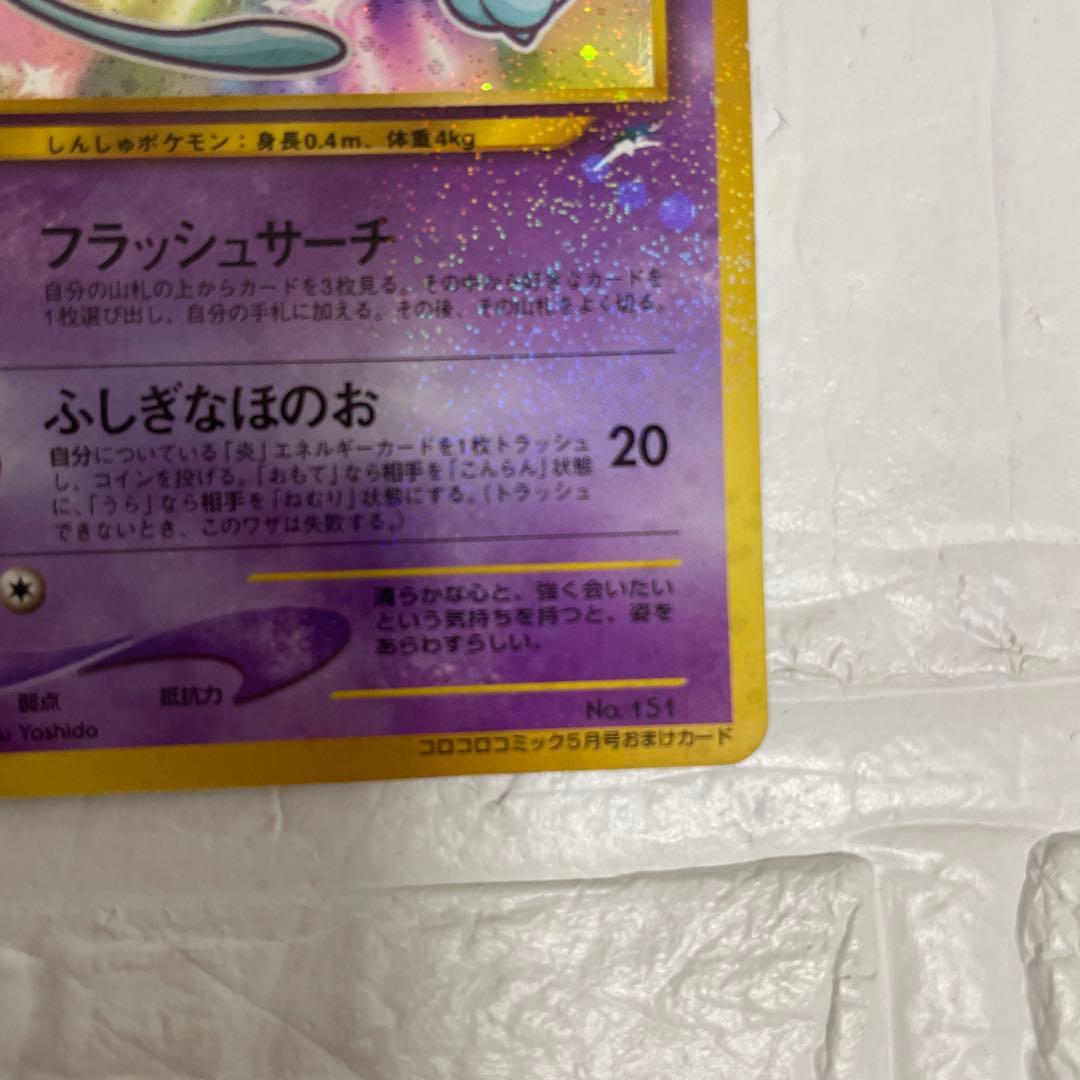 しんしゅポケモン：身長0.4m、体重4kg
フラッシュサーチ
自分の山札の上からカードを3枚見る。その中から好きなカードを
1枚選び出し、自分の手札に加える。その後、その山札をよく切る。
ふしぎなほのお
20
自分についている「炎」エネルギーカードを1枚トラッシュ
し、コインを投げる。「おもて」なら相手を「こんらん」状態
に、「うら」なら相手を「ねむり」状態にする。（トラッシュ
できないとき、このワザは失敗する。）
清らかな心と、強く会いたい
という気持ちを持つと、姿を
あらわすらしい。
弱点
抵抗力
No. 151
u Yoshida
コロコロコミック5月号おまけカード